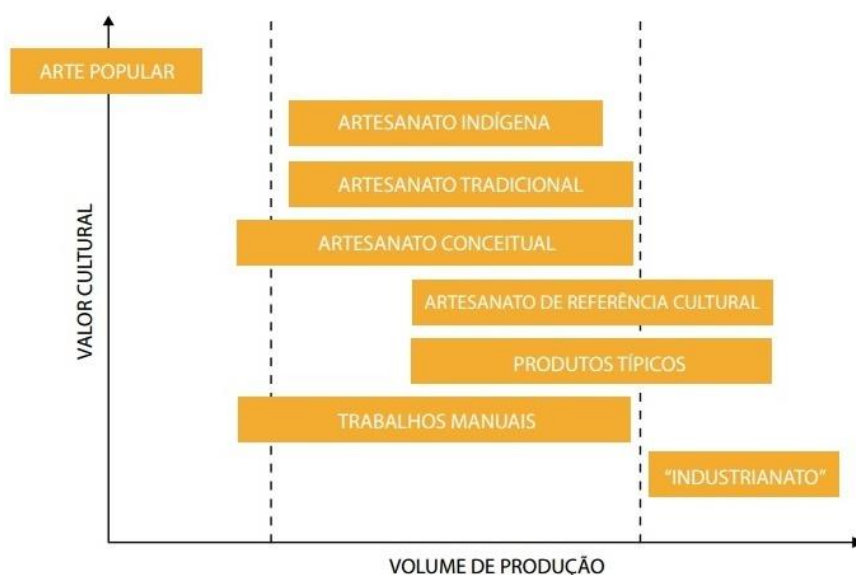 ARTE POPULAR
ARTESANATO INDÍGENA
ARTESANATO TRADICIONAL
ARTESANATO CONCEITUAL
ARTESANATO DE REFERÊNCIA CULTURAL
PRODUTOS TÍPICOS
TRABALHOS MANUAIS
“INDUSTRIANATO”
VALOR CULTURAL
VOLUME DE PRODUÇÃO